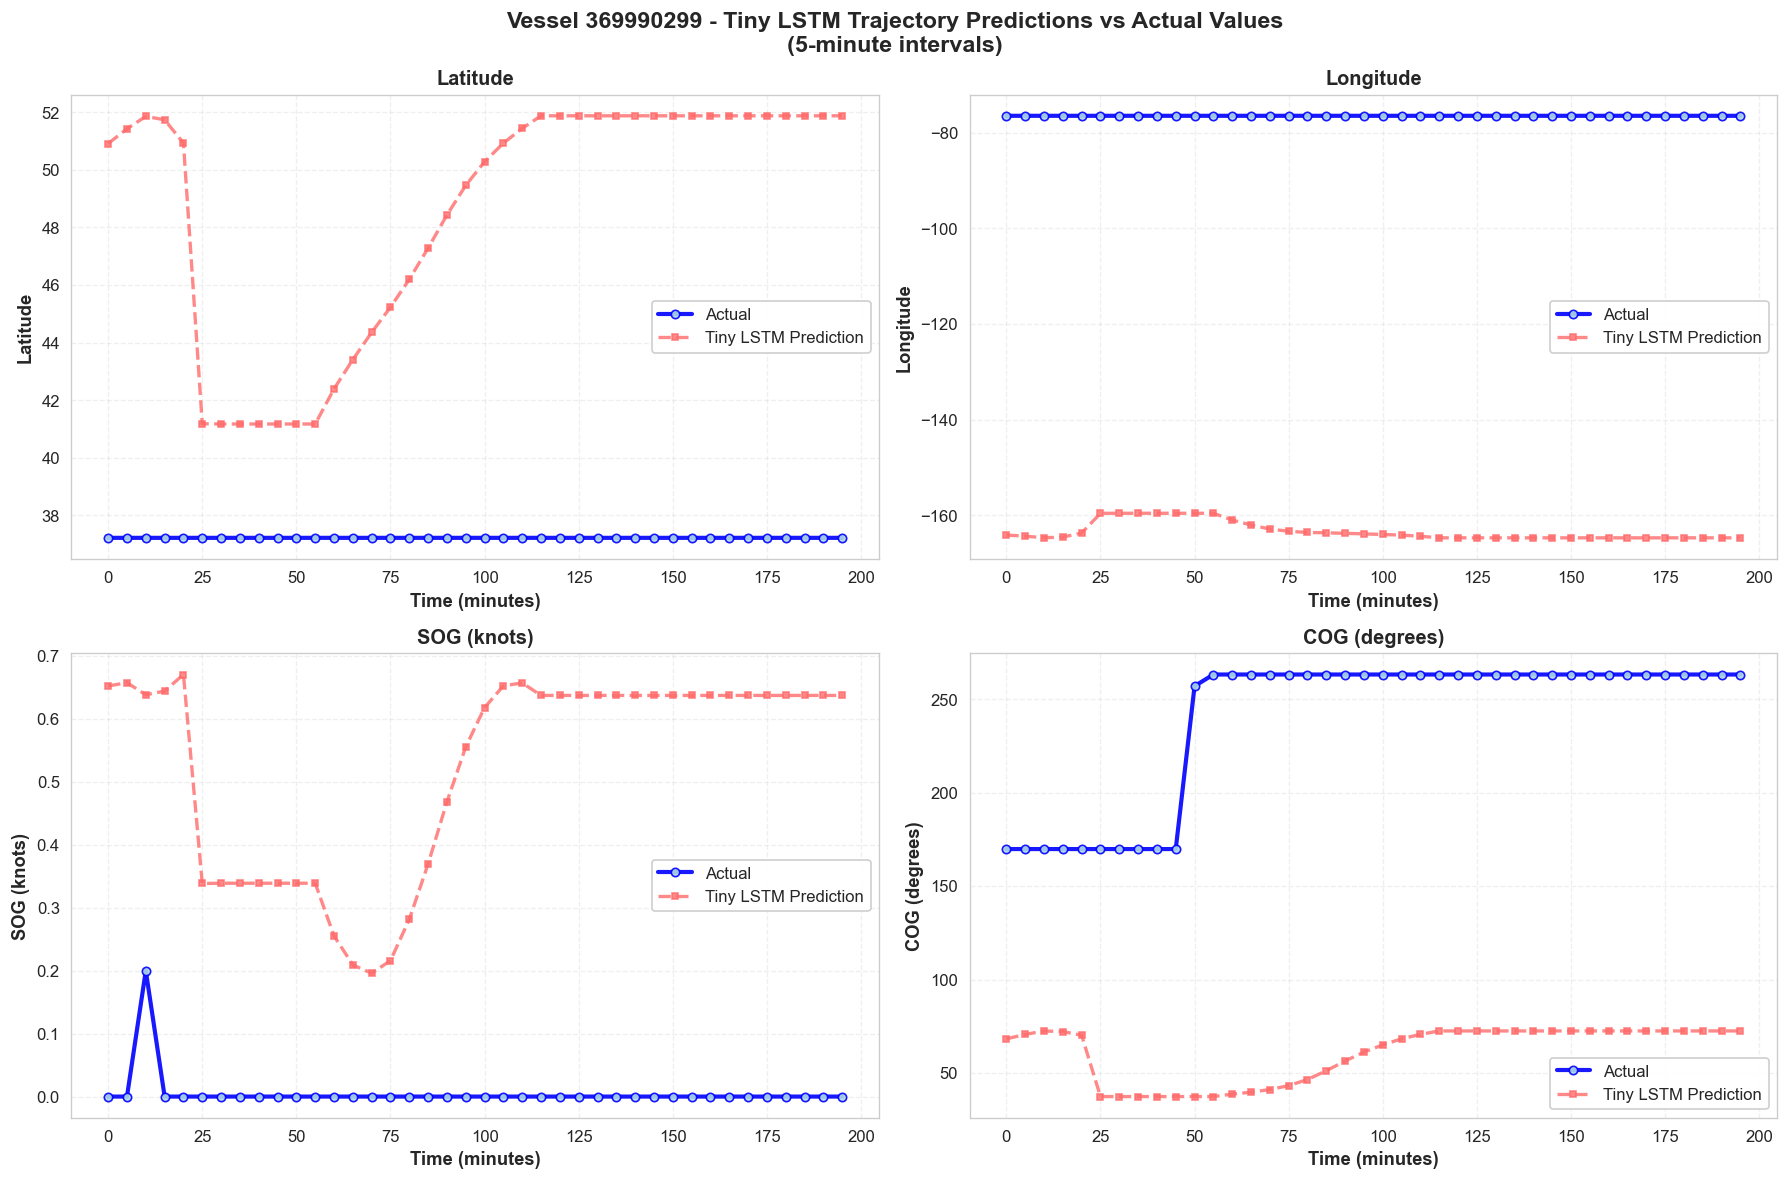 Vessel 369990299 - Tiny LSTM Trajectory Predictions vs Actual Values
(5-minute intervals)
Latitude
Latitude
52
50
48
46
44
42
40
38
0 25 50 75 100 125 150 175 200
Time (minutes)
Actual
Tiny LSTM Prediction
Longitude
Longitude
−80
−100
−120
−140
−160
0 25 50 75 100 125 150 175 200
Time (minutes)
Actual
Tiny LSTM Prediction
SOG (knots)
SOG (knots)
0.7
0.6
0.5
0.4
0.3
0.2
0.1
0.0
0 25 50 75 100 125 150 175 200
Time (minutes)
Actual
Tiny LSTM Prediction
COG (degrees)
COG (degrees)
250
200
150
100
50
0 25 50 75 100 125 150 175 200
Time (minutes)
Actual
Tiny LSTM Prediction